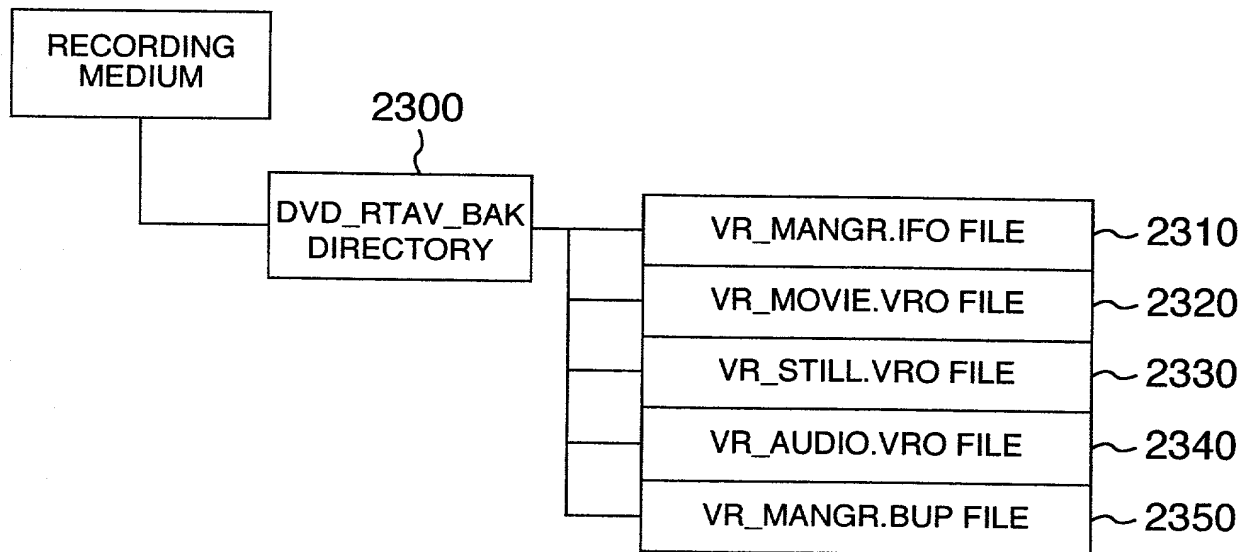 RECORDING
MEDIUM
2300
DVD_RTAV_BAK
DIRECTORY
VR_MANGR.IFO FILE
2310
VR_MOVIE.VRO FILE
2320
VR_STILL.VRO FILE
2330
VR_AUDIO.VRO FILE
2340
VR_MANGR.BUP FILE
2350